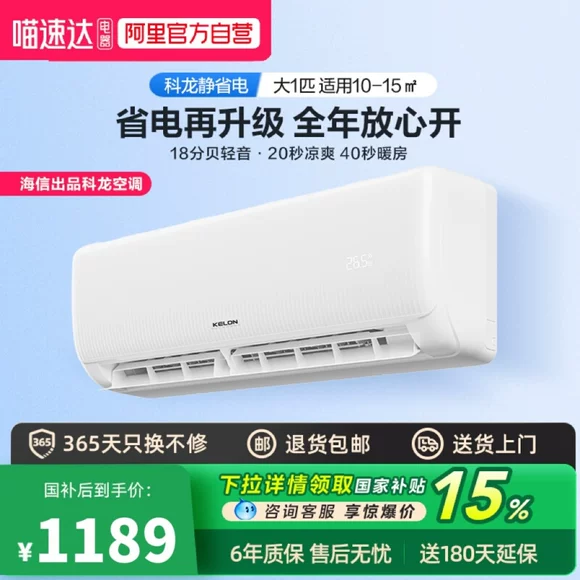 喵速达 电器 阿里官方自营
科龙静省电 大1匹 适用10-15㎡
省电再升级 全年放心开
18分贝轻音·20秒凉爽 40秒暖房
海信出品科龙空调
26.5°
KELON
365 365天只换不修 邮 退货包邮 送货上门
国补后到手价：
¥1189
下拉详情领取国家补贴 15%
咨询客服 享惊爆价
6年质保 售后无忧 送180天延保